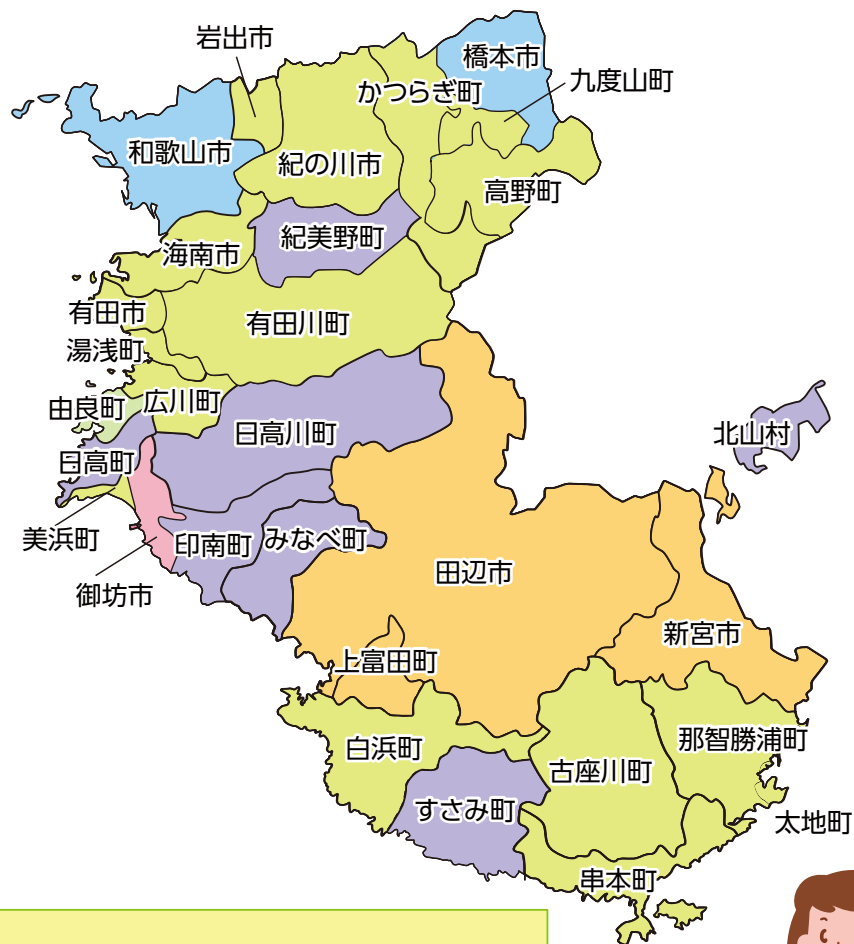 岩出市
橋本市
かつらぎ町
九度山町
和歌山市
紀の川市
高野町
紀美野町
海南市
有田市
有田川町
湯浅町
由良町
広川町
日高川町
北山村
日高町
美浜町
印南町
みなべ町
田辺市
御坊市
新宮市
上富田町
白浜町
那智勝浦町
古座川町
すさみ町
太地町
串本町